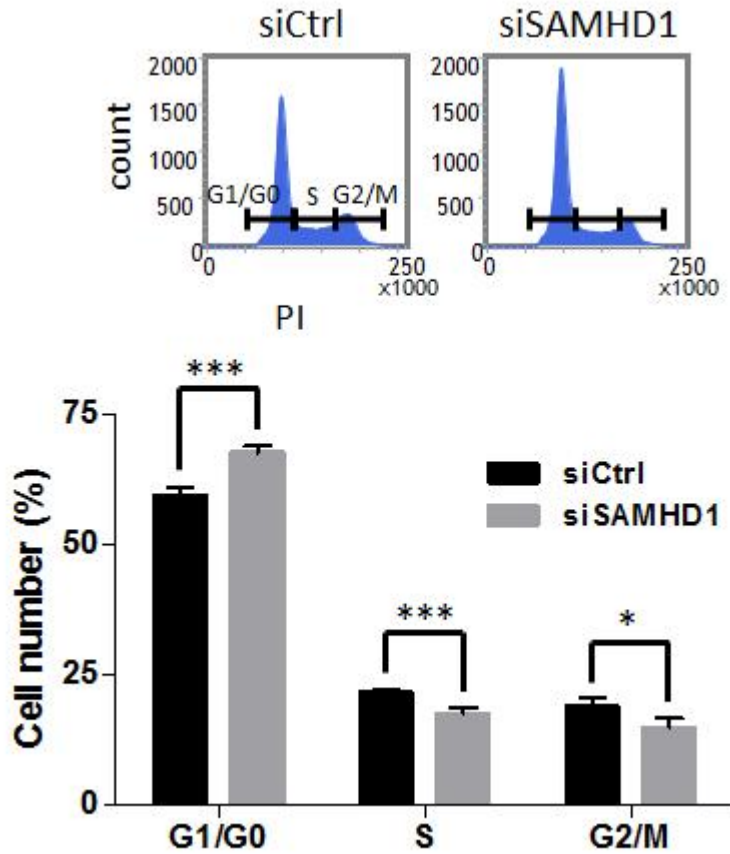 siCtrl siSAMHD1
2000 2000
1500 1500
count
1000 1000
G1/G0 S G2/M
500 500
0 0
0 250 0 250
x1000 x1000
PI
***
75
siCtrl
siSAMHD1
50
Cell number (%)
***
*
25
0
G1/G0 S G2/M